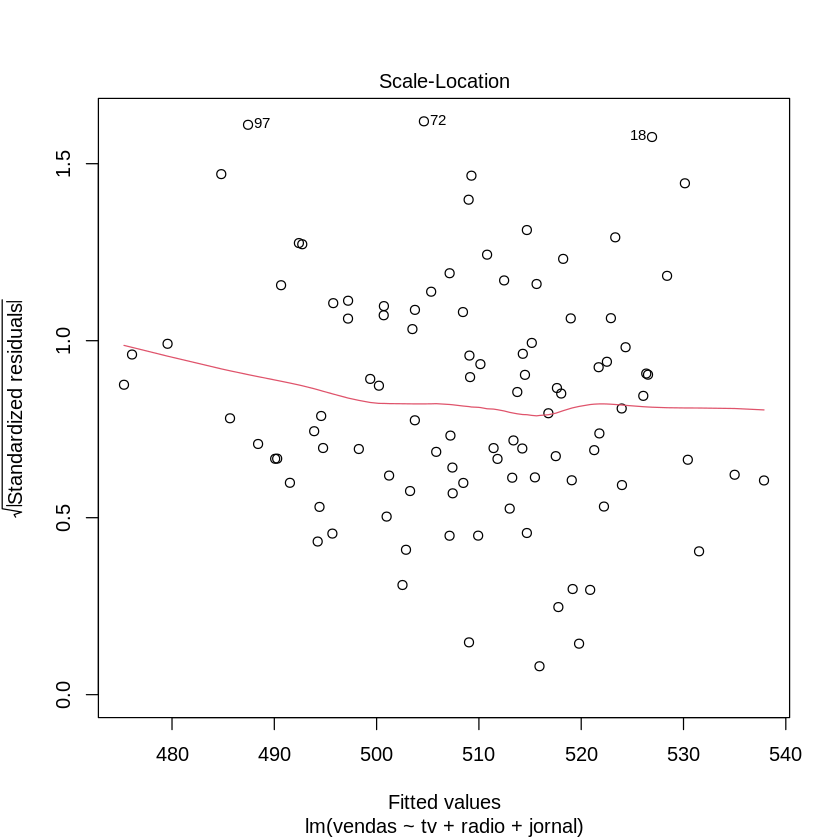 Scale-Location
97
72
18
√|Standardized residuals|
1.5
1.0
0.5
0.0
480 490 500 510 520 530 540
Fitted values
lm(vendas ~ tv + radio + jornal)